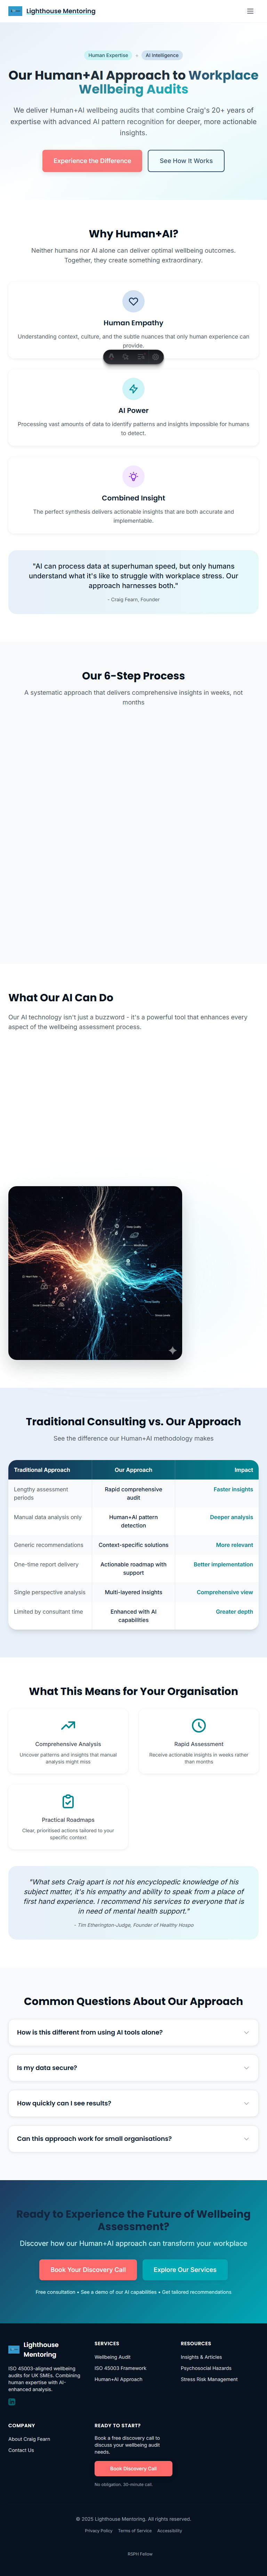 Lighthouse Mentoring
Human Expertise + AI Intelligence
Our Human+AI Approach to Workplace
Wellbeing Audits
We deliver Human+AI wellbeing audits that combine Craig's 20+ years of
expertise with advanced AI pattern recognition for deeper, more actionable
insights.
Experience the Difference
See How It Works
Why Human+AI?
Neither humans nor AI alone can deliver optimal wellbeing outcomes.
Together, they create something extraordinary.
Human Empathy
Understanding context, culture, and the subtle nuances that only human experience can
provide.
AI Power
Processing vast amounts of data to identify patterns and insights impossible for humans
to detect.
Combined Insight
The perfect synthesis delivers actionable insights that are both accurate and
implementable.
"AI can process data at superhuman speed, but only humans
understand what it's like to struggle with workplace stress. Our
approach harnesses both."
- Craig Fearn, Founder
Our 6-Step Process
A systematic approach that delivers comprehensive insights in weeks, not
months
What Our AI Can Do
Our AI technology isn't just a buzzword - it's a powerful tool that enhances every
aspect of the wellbeing assessment process.
Traditional Consulting vs. Our Approach
See the difference our Human+AI methodology makes
Traditional Approach
Our Approach
Impact
Lengthy assessment
periods
Rapid comprehensive
audit
Faster insights
Manual data analysis only
Human+AI pattern
detection
Deeper analysis
Generic recommendations
Context-specific solutions
More relevant
One-time report delivery
Actionable roadmap with
support
Better implementation
Single perspective analysis
Multi-layered insights
Comprehensive view
Limited by consultant time
Enhanced with AI
capabilities
Greater depth
What This Means for Your Organisation
Comprehensive Analysis
Uncover patterns and insights that manual
analysis might miss
Rapid Assessment
Receive actionable insights in weeks rather
than months
Practical Roadmaps
Clear, prioritised actions tailored to your
specific context
"What sets Craig apart is not his encyclopedic knowledge of his
subject matter, it's his empathy and ability to speak from a place of
first hand experience. I recommend his services to everyone that is
in need of mental health support."
- Tim Etherington-Judge, Founder of Healthy Hospo
Common Questions About Our Approach
How is this different from using AI tools alone?
Is my data secure?
How quickly can I see results?
Can this approach work for small organisations?
Ready to Experience the Future of Wellbeing
Assessment?
Discover how our Human+AI approach can transform your workplace
Book Your Discovery Call
Explore Our Services
Free consultation • See a demo of our AI capabilities • Get tailored recommendations
Lighthouse
Mentoring
ISO 45003-aligned wellbeing
audits for UK SMEs. Combining
human expertise with AI-
enhanced analysis.
SERVICES
Wellbeing Audit
ISO 45003 Framework
Human+AI Approach
RESOURCES
Insights & Articles
Psychosocial Hazards
Stress Risk Management
COMPANY
About Craig Fearn
Contact Us
READY TO START?
Book a free discovery call to
discuss your wellbeing audit
needs.
Book Discovery Call
No obligation. 30-minute call.
© 2025 Lighthouse Mentoring. All rights reserved.
Privacy Policy
Terms of Service
Accessibility
RSPH Fellow